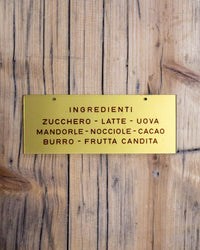 INGREDIENTI
ZUCCHERO - LATTE - UOVA
MANDORLE - NOCCIOLE - CACAO
BURRO - FRUTTA CANDITA